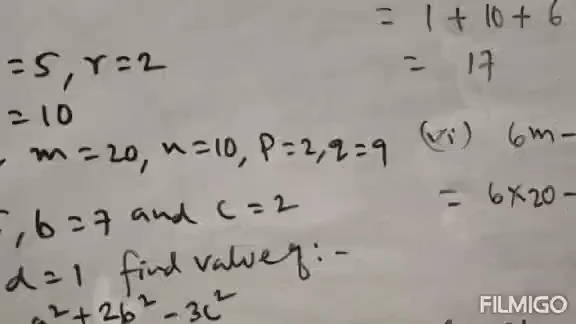 = 5, r = 2
= 10
m = 20, n = 10, p = 2, q = 9
, b = 7 and c = 2
d = 1 find value of :-
a² + 2b² - 3c²
= 1 + 10 + 6
= 17
(vi) 6m -
= 6 × 20 -
FILMIGO